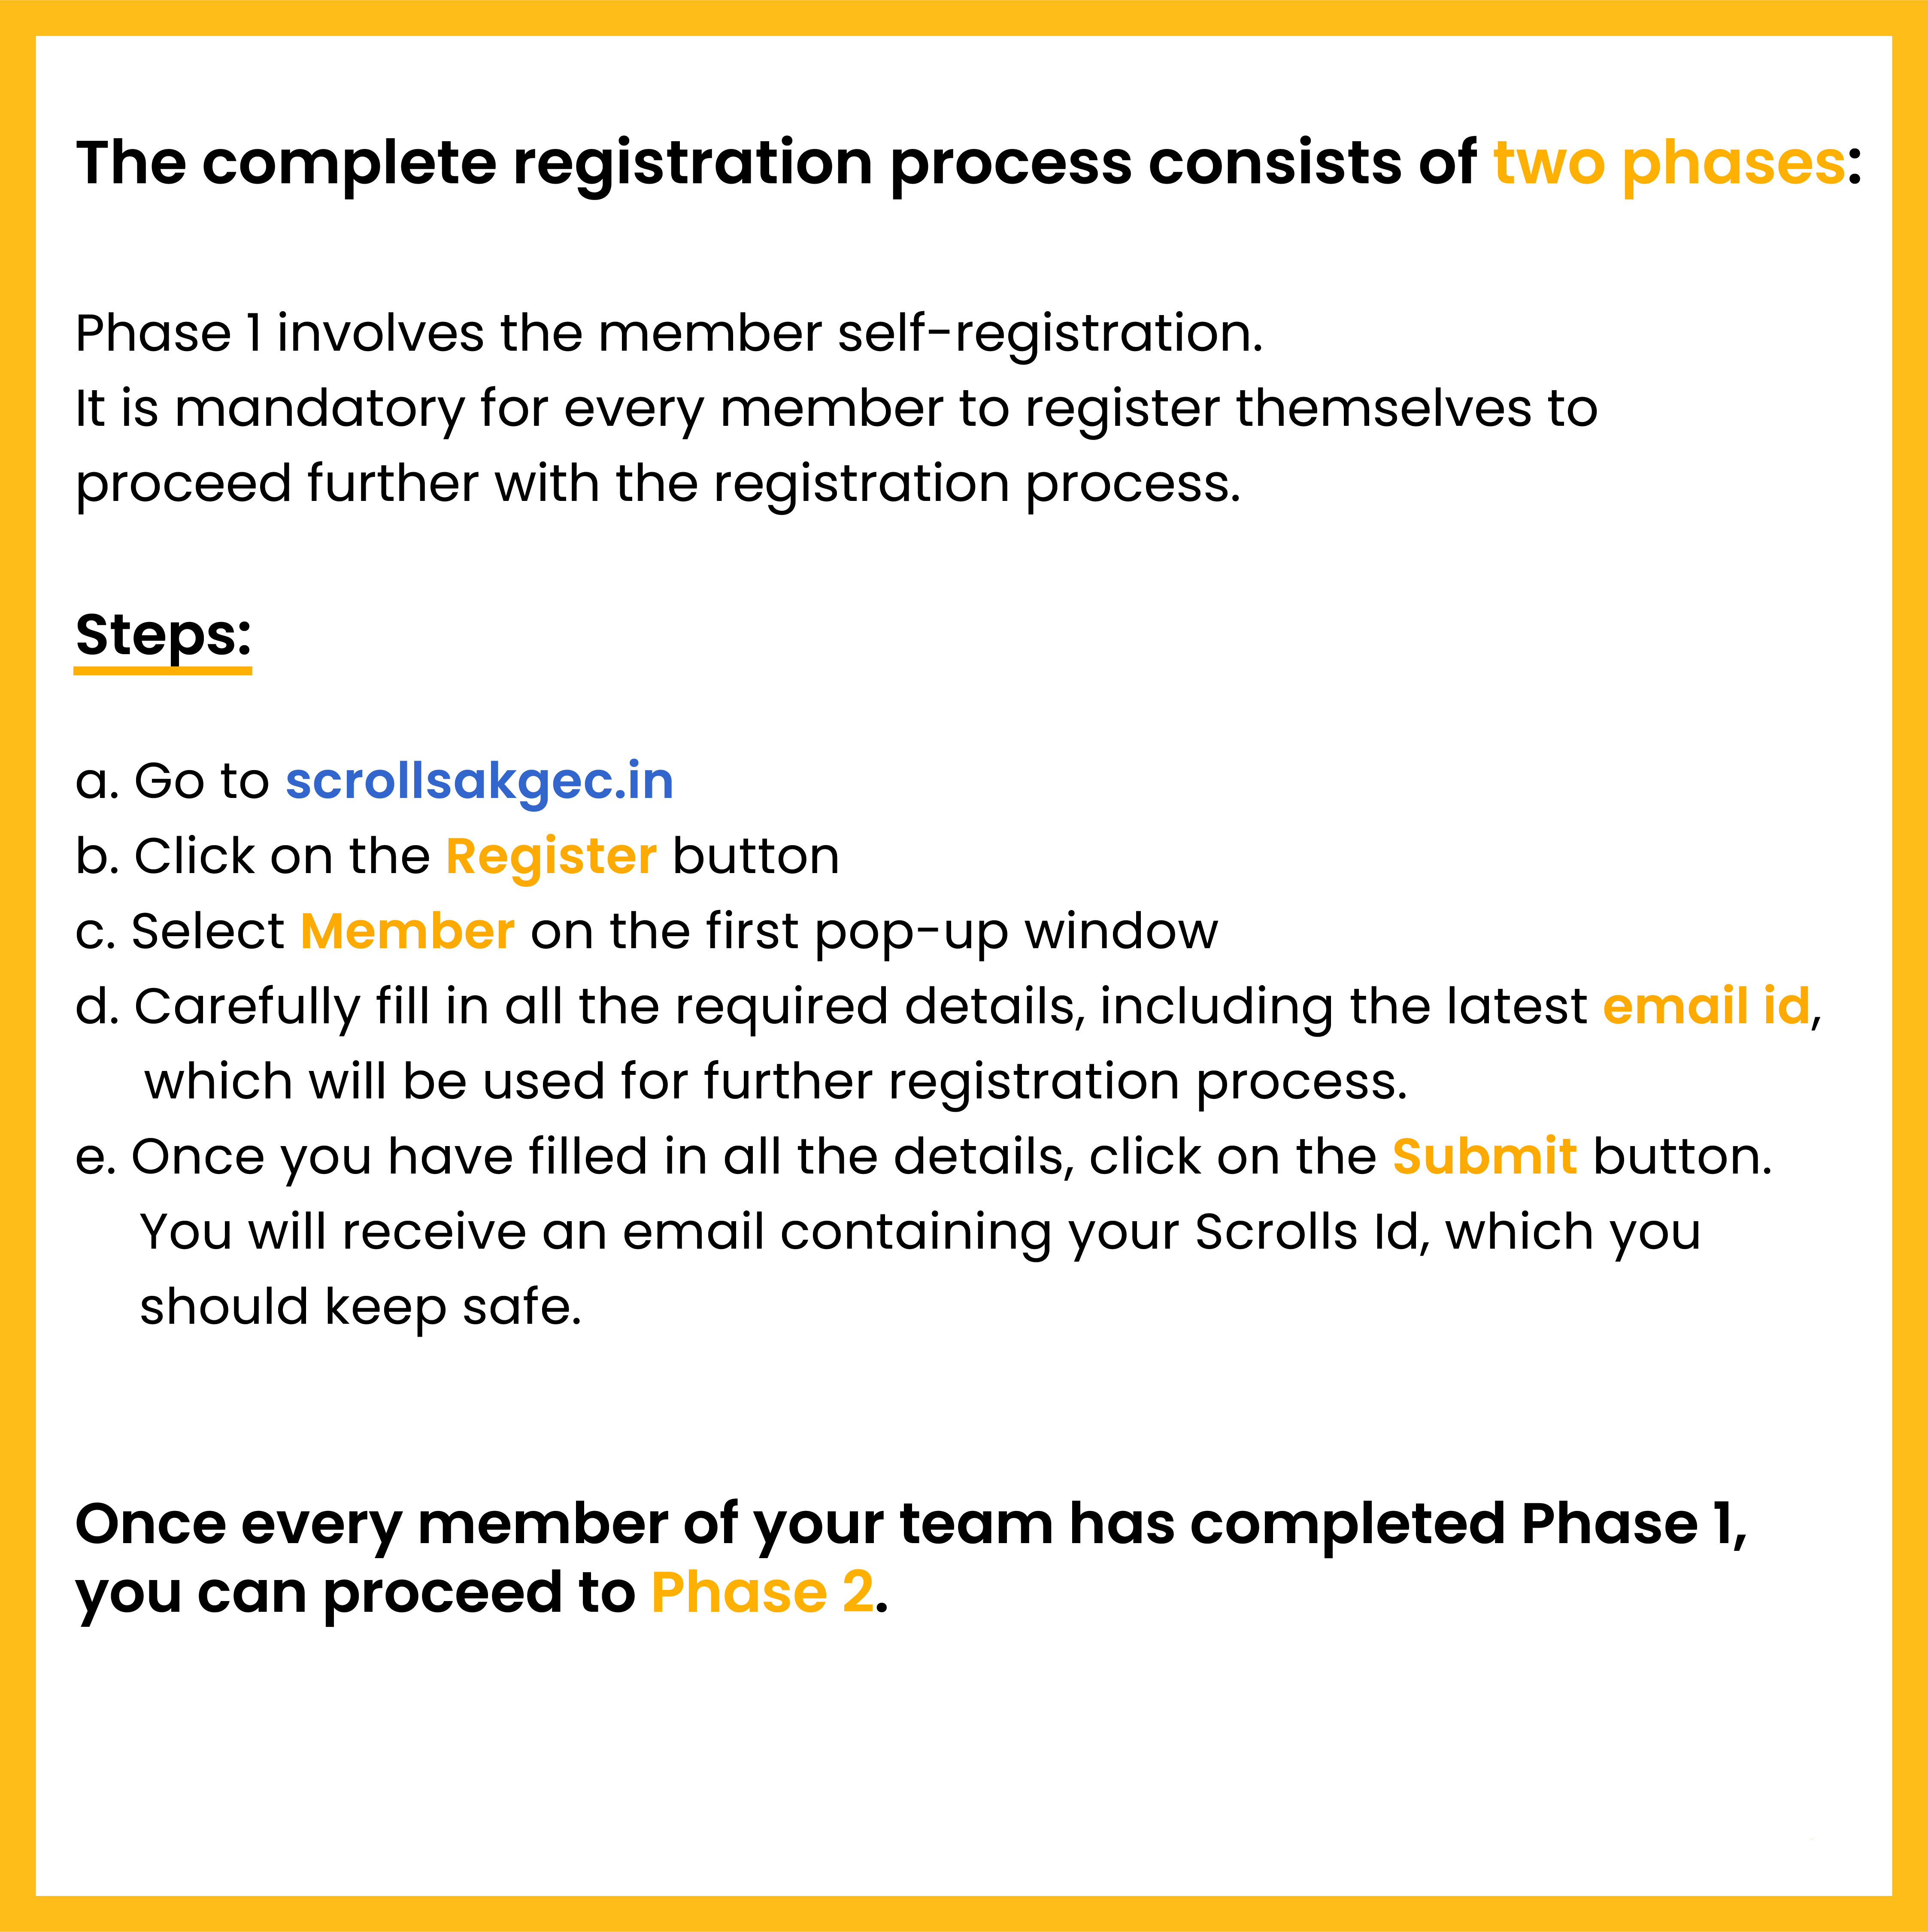 The complete registration process consists of two phases:
Phase 1 involves the member self-registration.
It is mandatory for every member to register themselves to
proceed further with the registration process.
Steps:
a. Go to scrollsakgec.in
b. Click on the Register button
c. Select Member on the first pop-up window
d. Carefully fill in all the required details, including the latest email id,
which will be used for further registration process.
e. Once you have filled in all the details, click on the Submit button.
You will receive an email containing your Scrolls Id, which you
should keep safe.
Once every member of your team has completed Phase 1,
you can proceed to Phase 2.